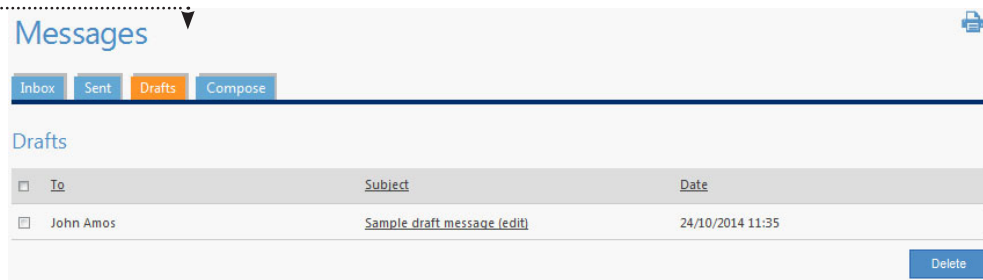 Messages
Inbox Sent Drafts Compose
Drafts
To Subject Date
John Amos Sample draft message (edit) 24/10/2014 11:35
Delete